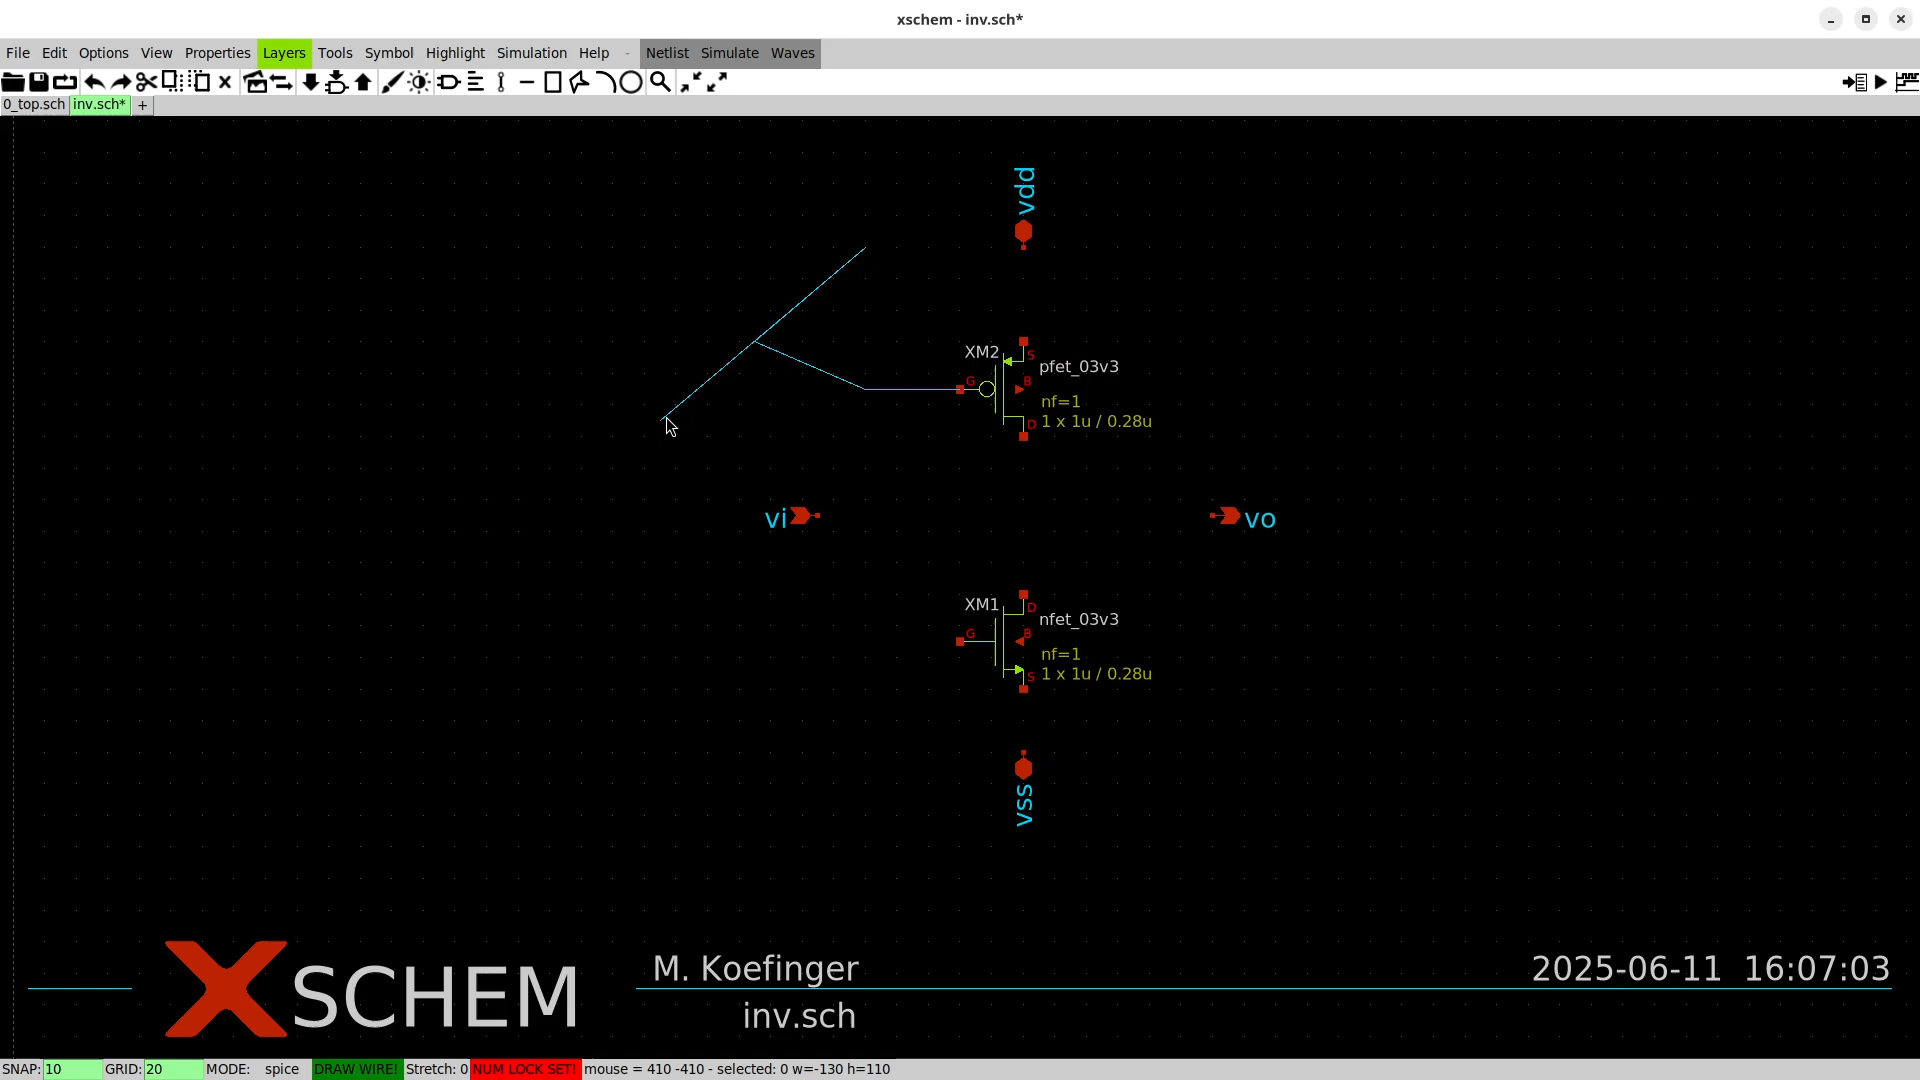 xschem - inv.sch*
File Edit Options View Properties Layers Tools Symbol Highlight Simulation Help - Netlist Simulate Waves
0_top.sch inv.sch* +
vdd
XM2
S
pfet_03v3
G
B
nf=1
1 x 1u / 0.28u
D
vi
vo
XM1
D
nfet_03v3
G
B
nf=1
1 x 1u / 0.28u
S
vss
XSCHEM
M. Koefinger
2025-06-11 16:07:03
inv.sch
SNAP: 10 GRID: 20 MODE: spice DRAW WIRE! Stretch: 0 NUM LOCK SET! mouse = 410 -410 - selected: 0 w=-130 h=110